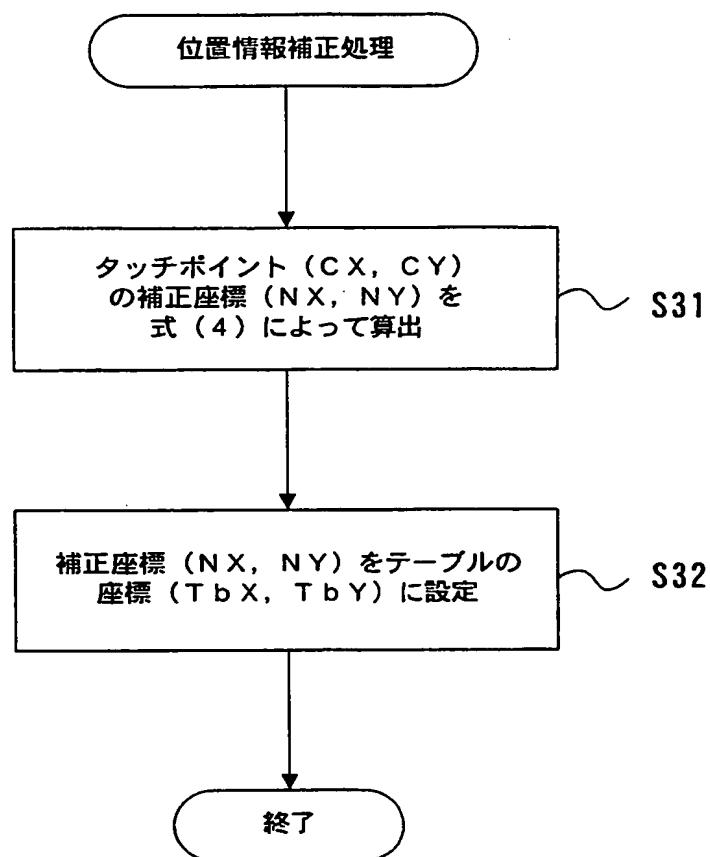 位置情報補正処理
タッチポイント（ＣＸ，ＣＹ）
の補正座標（ＮＸ，ＮＹ）を
式（４）によって算出
S31
補正座標（ＮＸ，ＮＹ）をテーブルの
座標（ＴｂＸ，ＴｂＹ）に設定
S32
終了